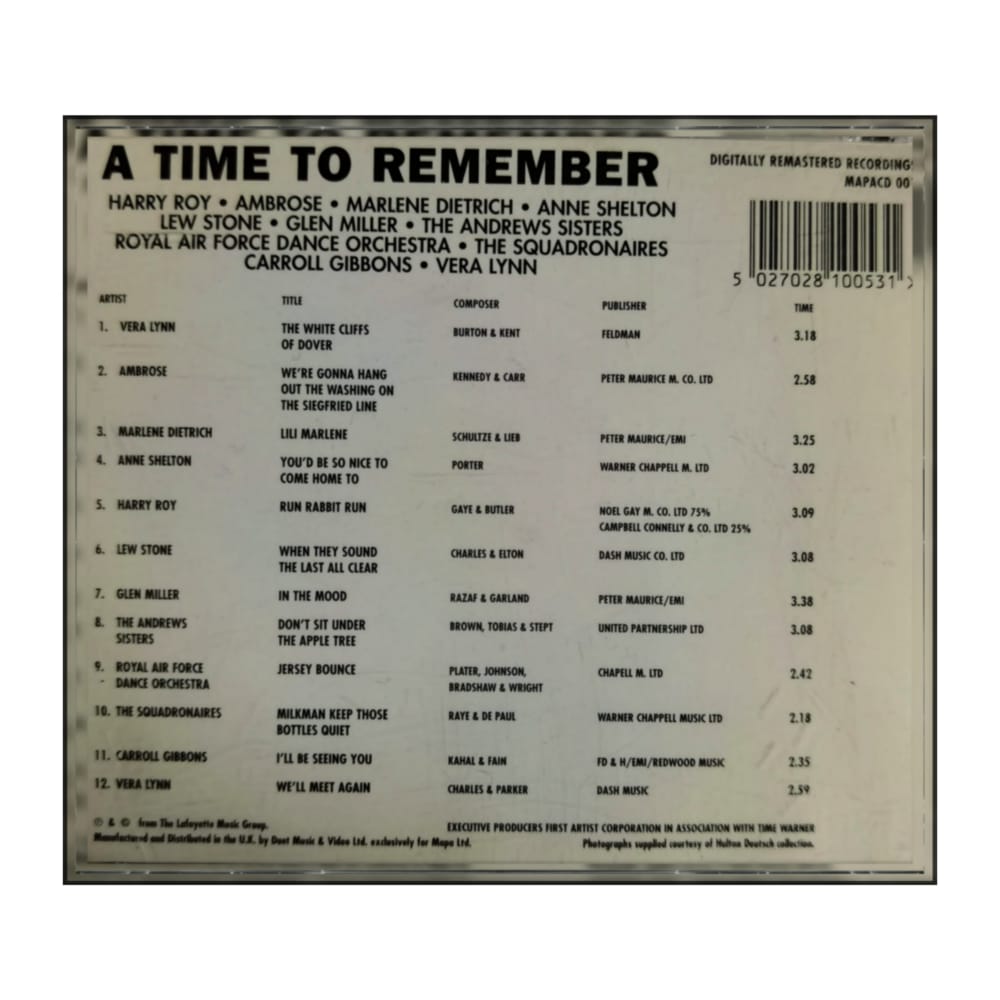 A TIME TO REMEMBER
DIGITALLY REMASTERED RECORDINGS
MAPACD 00
HARRY ROY • AMBROSE • MARLENE DIETRICH • ANNE SHELTON
LEW STONE • GLEN MILLER • THE ANDREWS SISTERS
ROYAL AIR FORCE DANCE ORCHESTRA • THE SQUADRONAIRES
CARROLL GIBBONS • VERA LYNN
5 027028 100531 >
ARTIST TITLE COMPOSER PUBLISHER TIME
1. VERA LYNN THE WHITE CLIFFS BURTON & KENT FELDMAN 3.18
OF DOVER
2. AMBROSE WE'RE GONNA HANG KENNEDY & CARR PETER MAURICE M. CO. LTD 2.58
OUT THE WASHING ON
THE SIEGFRIED LINE
3. MARLENE DIETRICH LILI MARLENE SCHULTZE & LIEB PETER MAURICE/EMI 3.25
4. ANNE SHELTON YOU'D BE SO NICE TO PORTER WARNER CHAPPELL M. LTD 3.02
COME HOME TO
5. HARRY ROY RUN RABBIT RUN GAYE & BUTLER NOEL GAY M. CO. LTD 75% 3.09
CAMPBELL CONNELLY & CO. LTD 25%
6. LEW STONE WHEN THEY SOUND CHARLES & ELTON DASH MUSIC CO. LTD 3.08
THE LAST ALL CLEAR
7. GLEN MILLER IN THE MOOD RAZAF & GARLAND PETER MAURICE/EMI 3.38
8. THE ANDREWS DON'T SIT UNDER BROWN, TOBIAS & STEPT UNITED PARTNERSHIP LTD 3.08
SISTERS THE APPLE TREE
9. ROYAL AIR FORCE JERSEY BOUNCE PLATER, JOHNSON, CHAPELL M. LTD 2.42
DANCE ORCHESTRA BRADSHAW & WRIGHT
10. THE SQUADRONAIRES MILKMAN KEEP THOSE RAYE & DE PAUL WARNER CHAPPELL MUSIC LTD 2.18
BOTTLES QUIET
11. CARROLL GIBBONS I'LL BE SEEING YOU KAHAL & FAIN FD & H/EMI/REDWOOD MUSIC 2.35
12. VERA LYNN WE'LL MEET AGAIN CHARLES & PARKER DASH MUSIC 2.59
℗ & © from The Lafayette Music Group. EXECUTIVE PRODUCERS FIRST ARTIST CORPORATION IN ASSOCIATION WITH TIME WARNER
Manufactured and Distributed in the U.K. by Duet Music & Video Ltd. exclusively for Mapa Ltd. Photographs supplied courtesy of Hulton Deutsch collection.